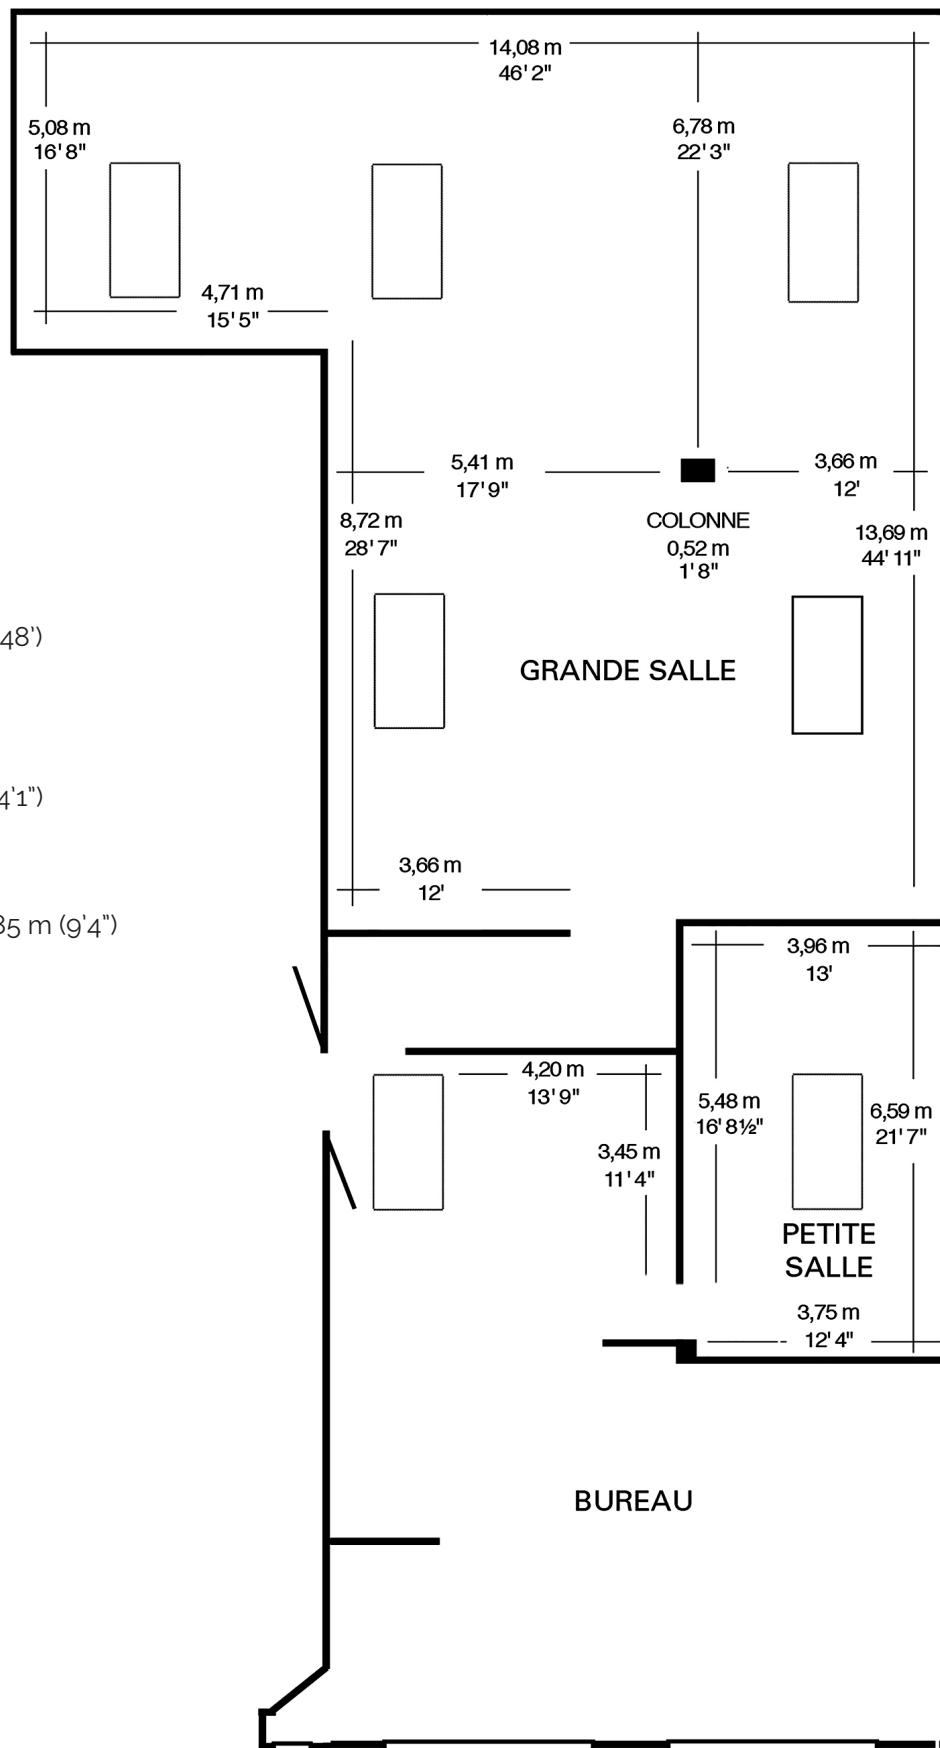 14,08 m
46' 2"
5,08 m
16' 8"
6,78 m
22' 3"
4,71 m
15' 5"
5,41 m
17' 9"
3,66 m
12'
8,72 m
28' 7"
COLONNE
0,52 m
1' 8"
13,69 m
44' 11"
48')
GRANDE SALLE
4'1")
3,66 m
12'
35 m (9'4")
3,96 m
13'
4,20 m
13' 9"
5,48 m
16' 8½"
6,59 m
21' 7"
3,45 m
11' 4"
PETITE
SALLE
3,75 m
12' 4"
BUREAU